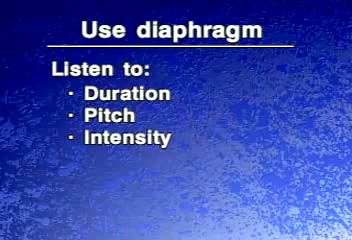 Use diaphragm
Listen to:
· Duration
· Pitch
· Intensity